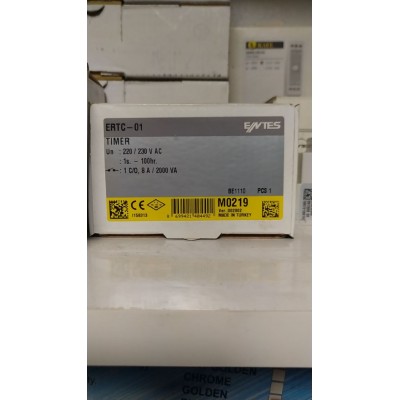 ERTC-01
ENTES
TIMER
Un : 220 / 230 V AC
: 1s. - 100hr.
: 1 C/O, 8 A / 2000 VA
BE1110 PCS 1
M0219
MADE IN TURKEY
GOLDEN
CHROME
GOLDEN